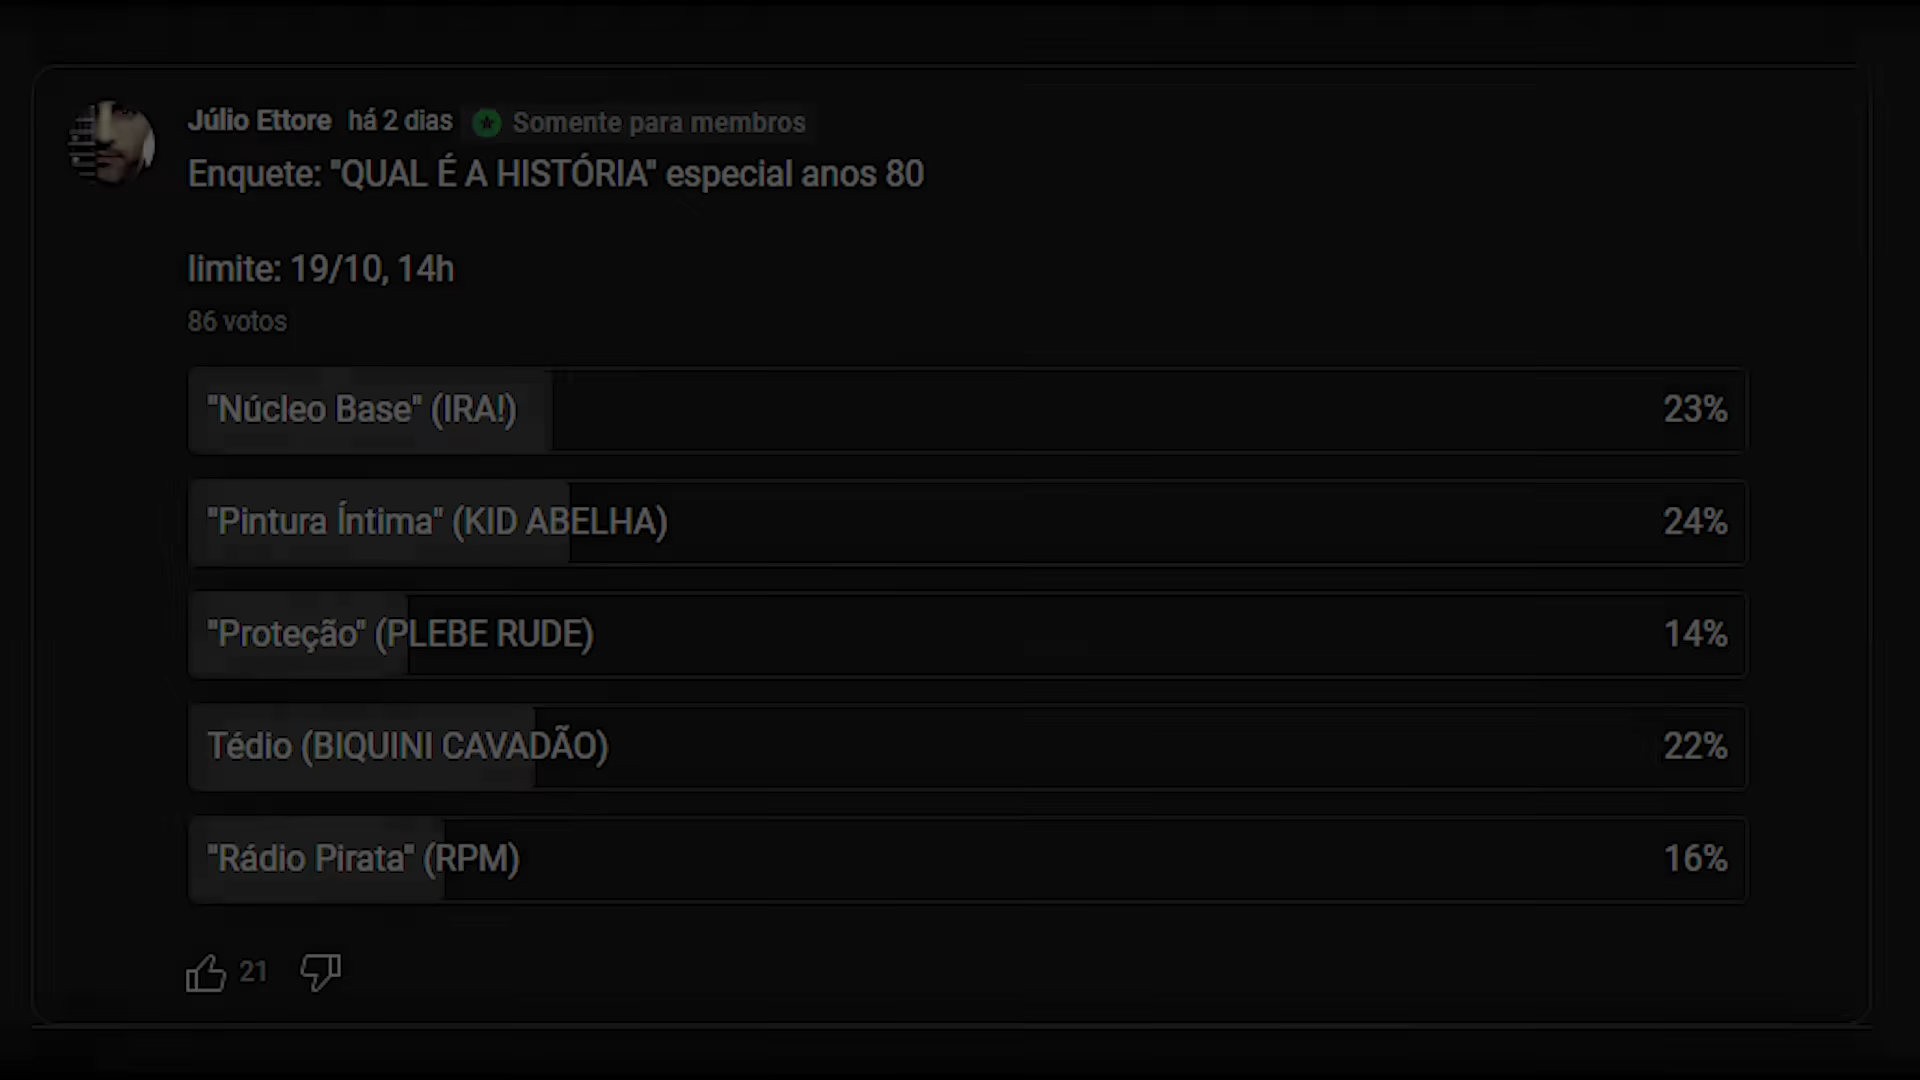 Júlio Ettore há 2 dias Somente para membros
Enquete: "QUAL É A HISTÓRIA" especial anos 80
limite: 19/10, 14h
86 votos
"Núcleo Base" (IRA!) 23%
"Pintura Íntima" (KID ABELHA) 24%
"Proteção" (PLEBE RUDE) 14%
Tédio (BIQUINI CAVADÃO) 22%
"Rádio Pirata" (RPM) 16%
21